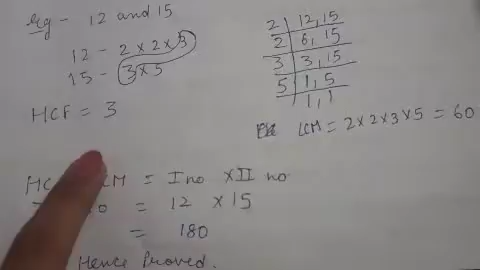 Eg - 12 and 15
12 - 2 x 2 x 3
15 - 3 x 5
HCF = 3
2 | 12, 15
2 | 6, 15
3 | 3, 15
5 | 1, 5
1, 1
LCM = 2 x 2 x 3 x 5 = 60
= I no x II no
= 12 x 15
= 180
Hence Proved.